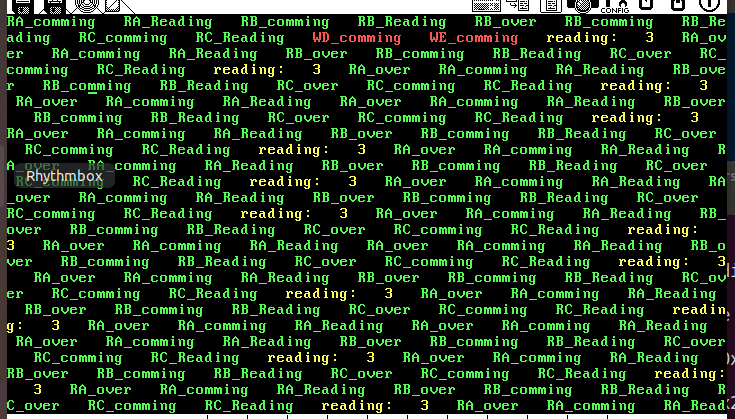 CONFIG
RA_comming RA_Reading RB_comming RB_Reading RB_over RB_Re
ading RC_comming RC_Reading WD_comming WE_comming reading: 3 RA_ov
er RA_comming RA_Reading RB_over RB_comming RB_Reading RC_
comming RC_Reading reading: 3 RA_over RA_comming RA_Reading RB_ove
r RB_comming RB_Reading RC_over RC_comming RC_Reading reading: 3
RA_over RA_comming RA_Reading RA_over RA_comming RA_Reading RB_over
RB_comming RB_Reading RC_over RC_comming RC_Reading reading: 3
RA_over RA_comming RA_Reading RB_over RB_comming RB_Reading
RC_over RC_comming RC_Reading reading: 3 RA_over RA_comming RA_Reading R
A_over RA_comming RA_Reading RB_over RB_comming RB_Reading RC_over
Rhythmbox
RC_comming RC_Reading reading: 3 RA_over RA_comming RA_Reading RA
_over RA_comming RA_Reading RB_over RB_comming RB_Reading RC_over
RC_comming RC_Reading reading: 3 RA_over RA_comming RA_Reading
RB_over RB_comming RB_Reading RC_over RC_comming RC_Reading reading:
3 RA_over RA_comming RA_Reading RA_over RA_comming RA_Reading RB_o
ver RB_comming RB_Reading RC_over RC_comming RC_Reading reading: 3
RA_over RA_comming RA_Reading RB_over RB_comming RB_Reading RC_ov
er RC_comming RC_Reading reading: 3 RA_over RA_comming RA_Reading
RB_over RB_comming RB_Reading RC_over RC_comming RC_Reading readin
g: 3 RA_over RA_comming RA_Reading RA_over RA_comming RA_Reading
RB_over RB_comming RB_Reading RC_over
RC_comming RC_Reading reading: 3 RA_over RA_comming RA_Reading
RB_over RB_comming RB_Reading RC_over RC_comming RC_Reading reading:
3 RA_over RA_comming RA_Reading RB_over RB_comming RB_Reading R
C_over RC_comming RC_Reading reading: 3 RA_over RA_comming RA_Read